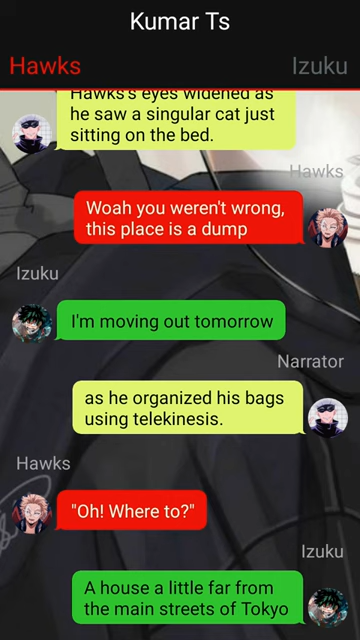 Kumar Ts
Hawks
Izuku
Hawks's eyes widened as
he saw a singular cat just
sitting on the bed.
Hawks
Woah you weren't wrong,
this place is a dump
Izuku
I'm moving out tomorrow
Narrator
as he organized his bags
using telekinesis.
Hawks
"Oh! Where to?"
Izuku
A house a little far from
the main streets of Tokyo